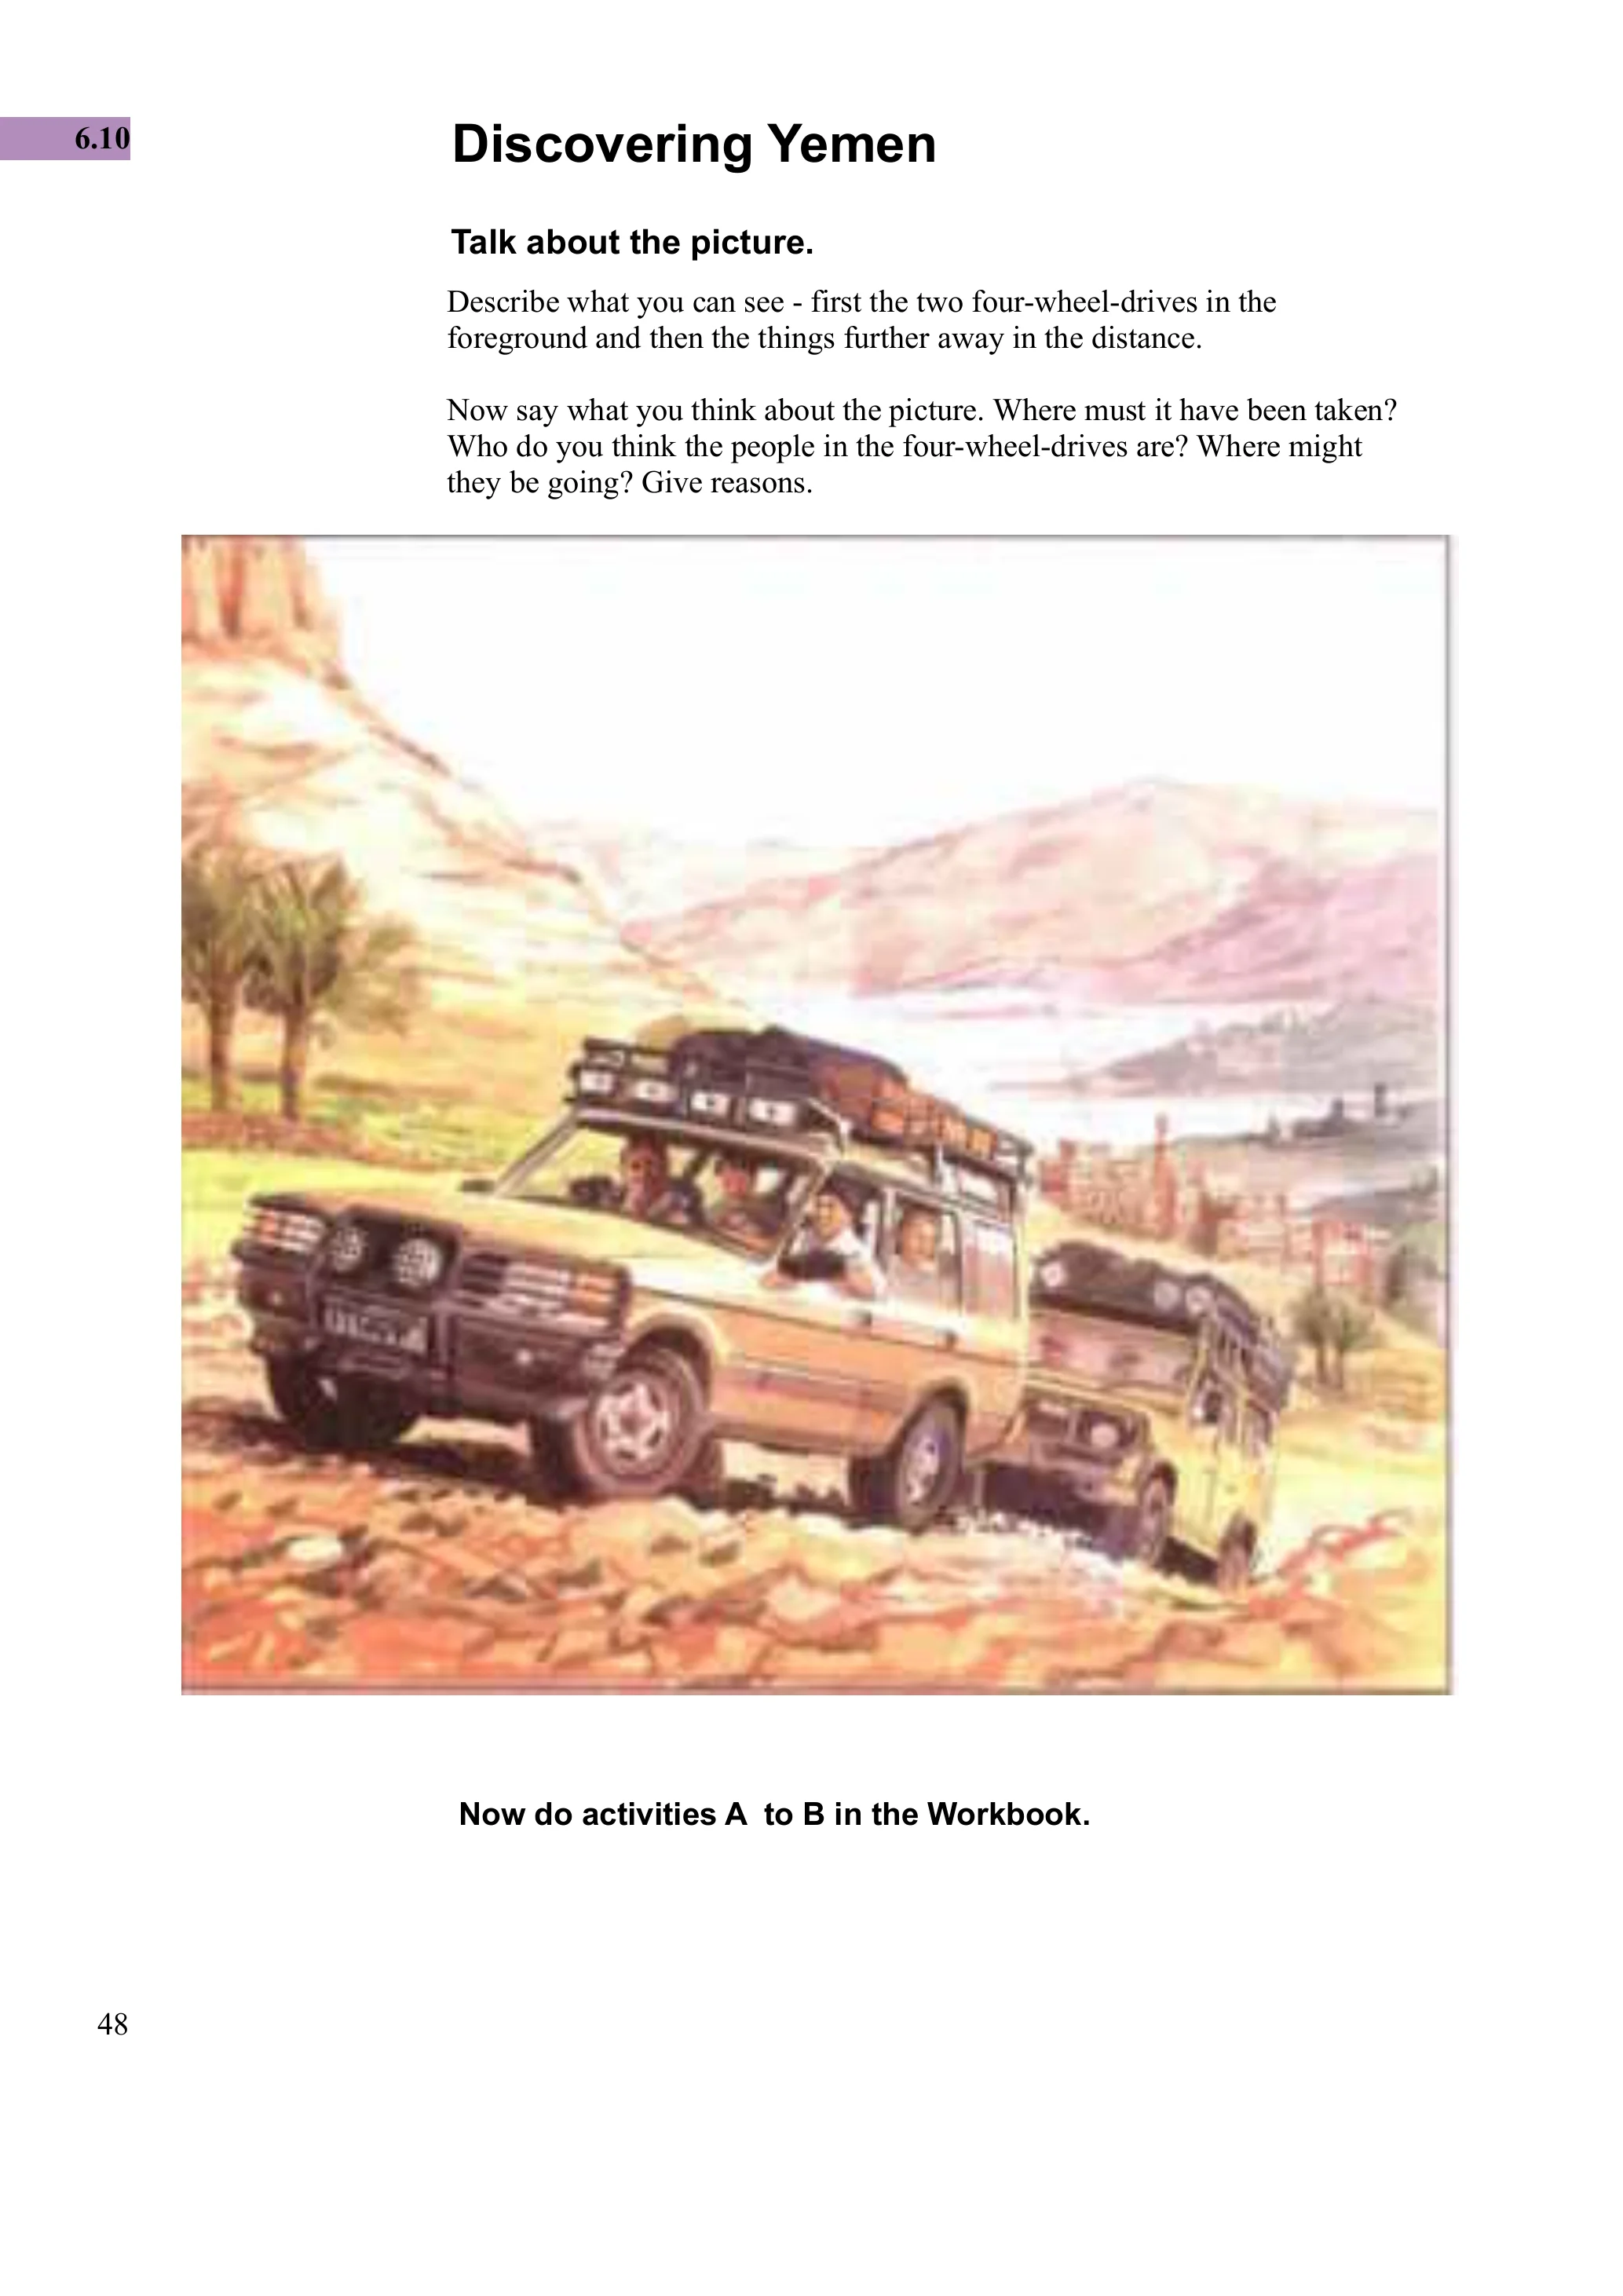 6.10
Discovering Yemen
Talk about the picture.
Describe what you can see - first the two four-wheel-drives in the
foreground and then the things further away in the distance.
Now say what you think about the picture. Where must it have been taken?
Who do you think the people in the four-wheel-drives are? Where might
they be going? Give reasons.
Now do activities A  to B in the Workbook.
48